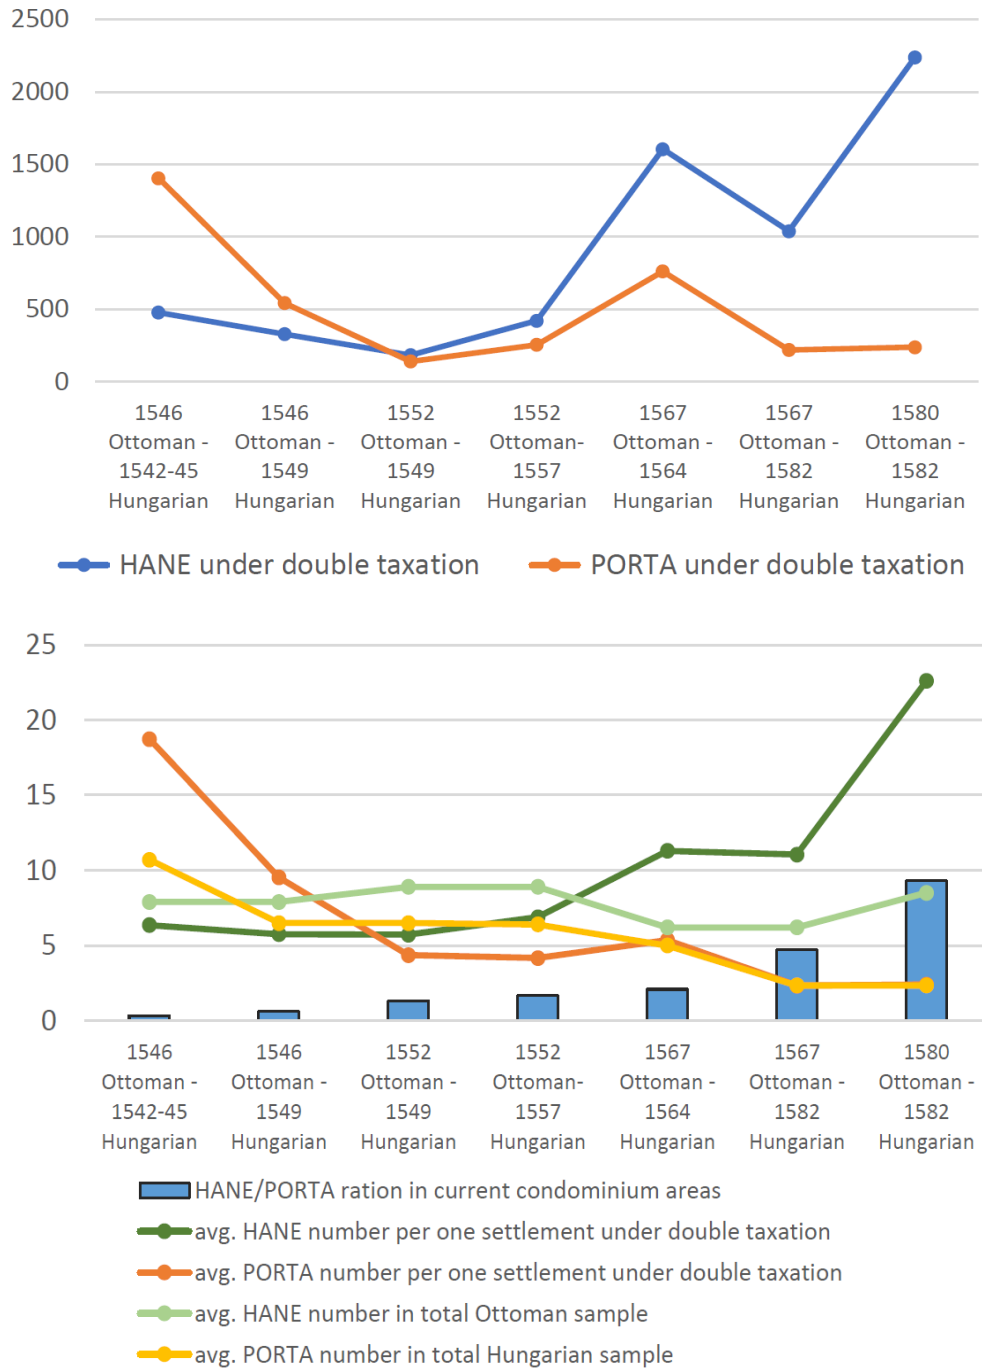 2500
2000
1500
1000
500
0
1546 Ottoman - 1542-45 Hungarian
1546 Ottoman - 1549 Hungarian
1552 Ottoman - 1549 Hungarian
1552 Ottoman- 1557 Hungarian
1567 Ottoman - 1564 Hungarian
1567 Ottoman - 1582 Hungarian
1580 Ottoman - 1582 Hungarian
HANE under double taxation
PORTA under double taxation
25
20
15
10
5
0
1546 Ottoman - 1542-45 Hungarian
1546 Ottoman - 1549 Hungarian
1552 Ottoman - 1549 Hungarian
1552 Ottoman- 1557 Hungarian
1567 Ottoman - 1564 Hungarian
1567 Ottoman - 1582 Hungarian
1580 Ottoman - 1582 Hungarian
HANE/PORTA ration in current condominium areas
avg. HANE number per one settlement under double taxation
avg. PORTA number per one settlement under double taxation
avg. HANE number in total Ottoman sample
avg. PORTA number in total Hungarian sample